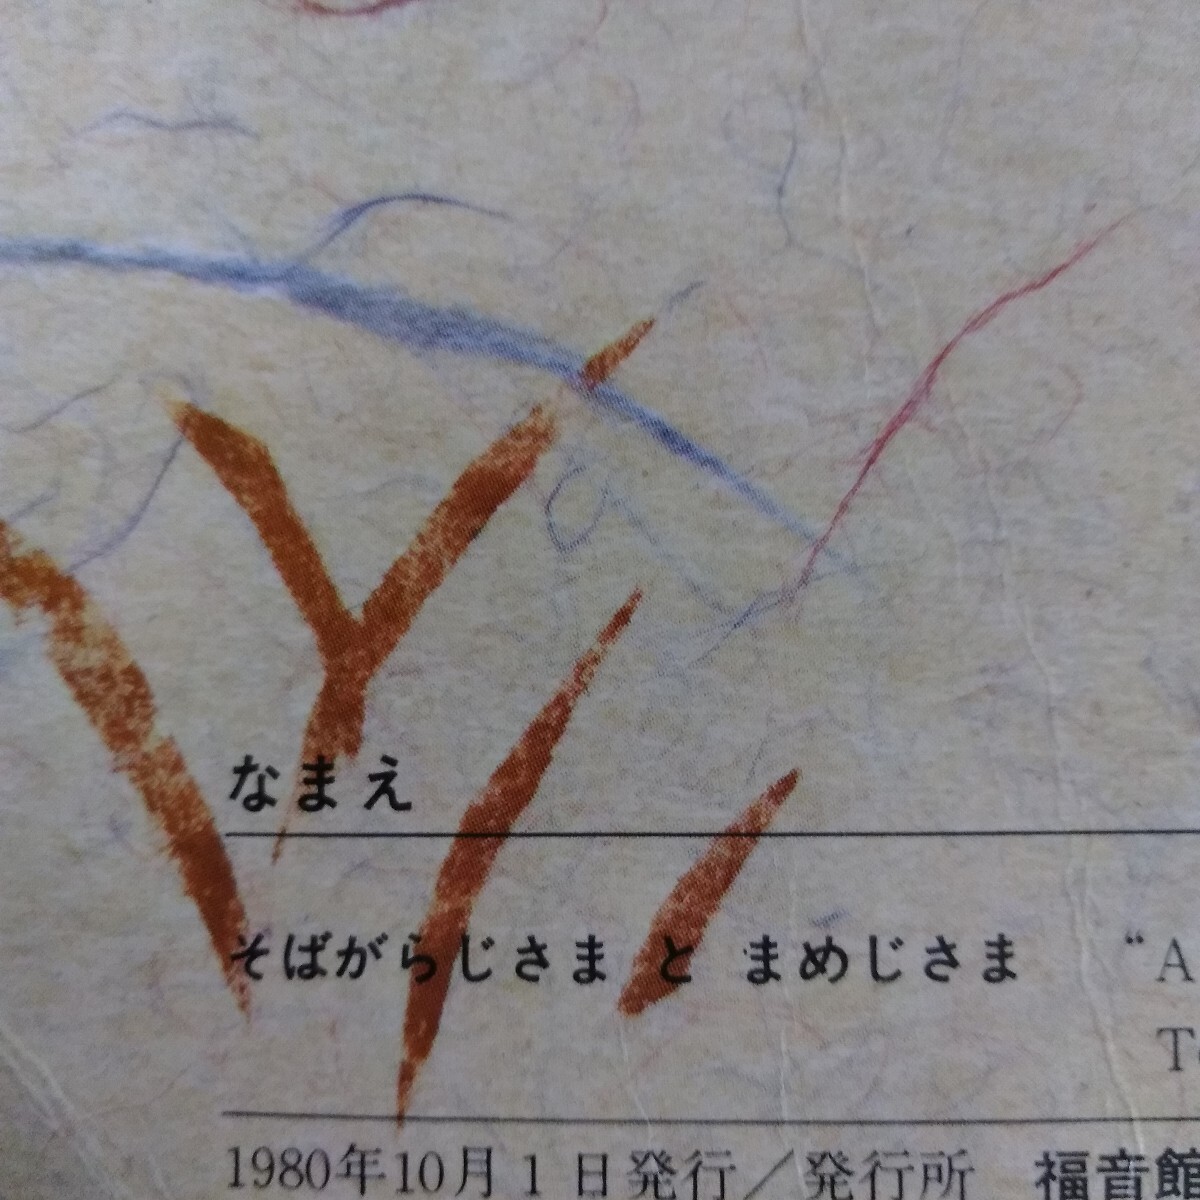 なまえ
そばがらじさま と まめじさま “A
T
1980年10月1日発行／発行所 福音館